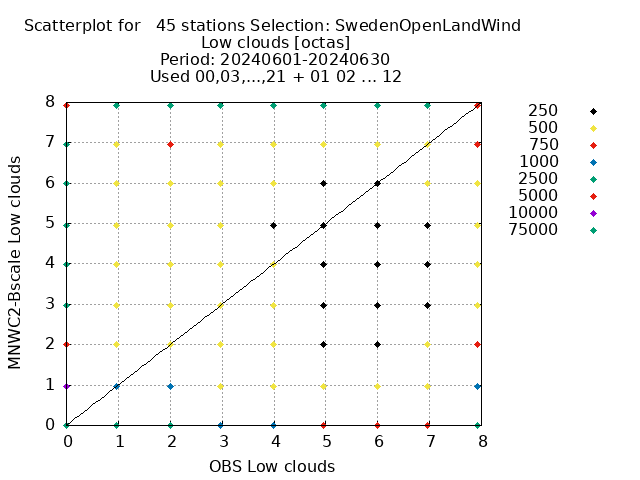 Scatterplot for   45 stations Selection: SwedenOpenLandWind
Low clouds [octas]
Period: 20240601-20240630
Used 00,03,...,21 + 01 02 ... 12
8
7
6
5
4
3
2
1
0
MNWC2-Bscale Low clouds
0 1 2 3 4 5 6 7 8
OBS Low clouds
250
500
750
1000
2500
5000
10000
75000